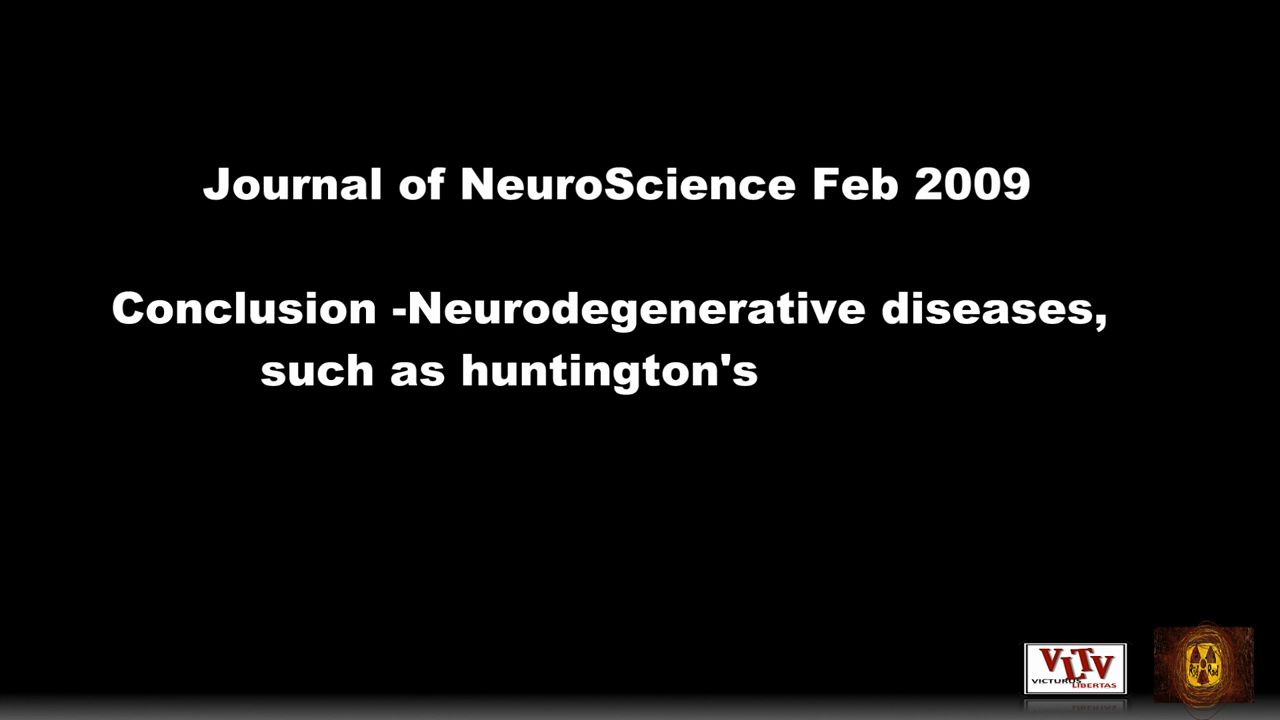 Journal of NeuroScience Feb 2009
Conclusion -Neurodegenerative diseases,
such as huntington's
VLTV
VICTURUS
LIBERTAS